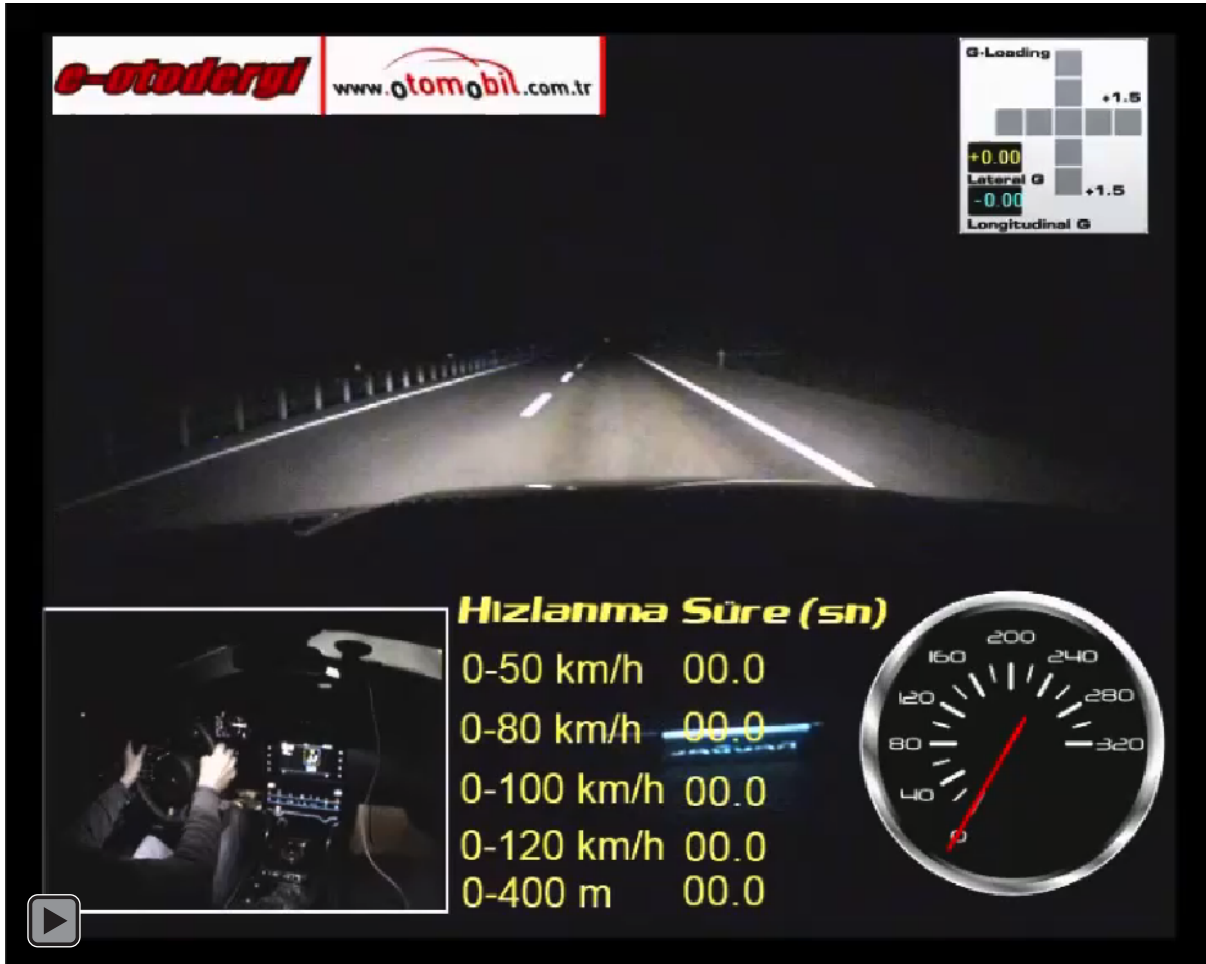 e-otodergi
www.otomobil.com.tr
G-Loading
+1.5
+0.00
Lateral G
-0.00
+1.5
Longitudinal G
Hızlanma Süre (sn)
0-50 km/h 00.0
0-80 km/h 00.0
0-100 km/h 00.0
0-120 km/h 00.0
0-400 m 00.0
200
160 240
120 280
80 320
40
0